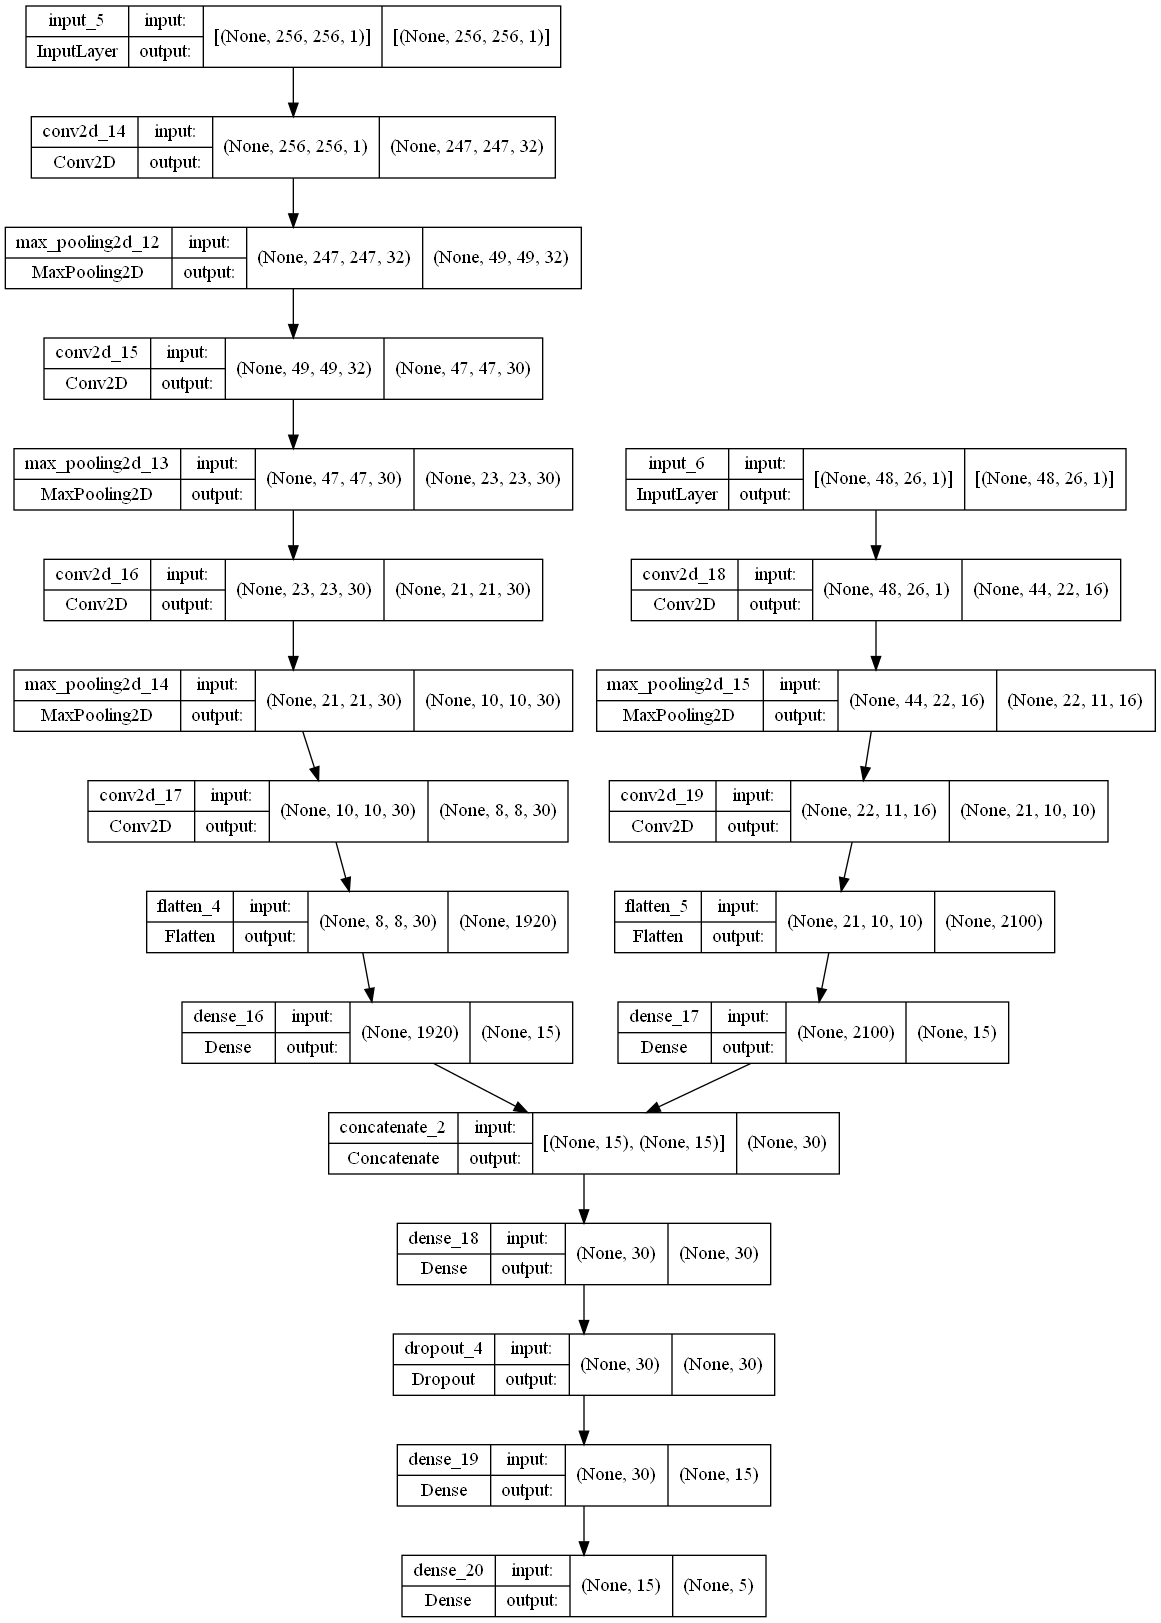 input_5 input: [(None, 256, 256, 1)] [(None, 256, 256, 1)]
InputLayer output:
conv2d_14 input: (None, 256, 256, 1) (None, 247, 247, 32)
Conv2D output:
max_pooling2d_12 input: (None, 247, 247, 32) (None, 49, 49, 32)
MaxPooling2D output:
conv2d_15 input: (None, 49, 49, 32) (None, 47, 47, 30)
Conv2D output:
max_pooling2d_13 input: (None, 47, 47, 30) (None, 23, 23, 30)
MaxPooling2D output:
input_6 input: [(None, 48, 26, 1)] [(None, 48, 26, 1)]
InputLayer output:
conv2d_16 input: (None, 23, 23, 30) (None, 21, 21, 30)
Conv2D output:
conv2d_18 input: (None, 48, 26, 1) (None, 44, 22, 16)
Conv2D output:
max_pooling2d_14 input: (None, 21, 21, 30) (None, 10, 10, 30)
MaxPooling2D output:
max_pooling2d_15 input: (None, 44, 22, 16) (None, 22, 11, 16)
MaxPooling2D output:
conv2d_17 input: (None, 10, 10, 30) (None, 8, 8, 30)
Conv2D output:
conv2d_19 input: (None, 22, 11, 16) (None, 21, 10, 10)
Conv2D output:
flatten_4 input: (None, 8, 8, 30) (None, 1920)
Flatten output:
flatten_5 input: (None, 21, 10, 10) (None, 2100)
Flatten output:
dense_16 input: (None, 1920) (None, 15)
Dense output:
dense_17 input: (None, 2100) (None, 15)
Dense output:
concatenate_2 input: [(None, 15), (None, 15)] (None, 30)
Concatenate output:
dense_18 input: (None, 30) (None, 30)
Dense output:
dropout_4 input: (None, 30) (None, 30)
Dropout output:
dense_19 input: (None, 30) (None, 15)
Dense output:
dense_20 input: (None, 15) (None, 5)
Dense output: